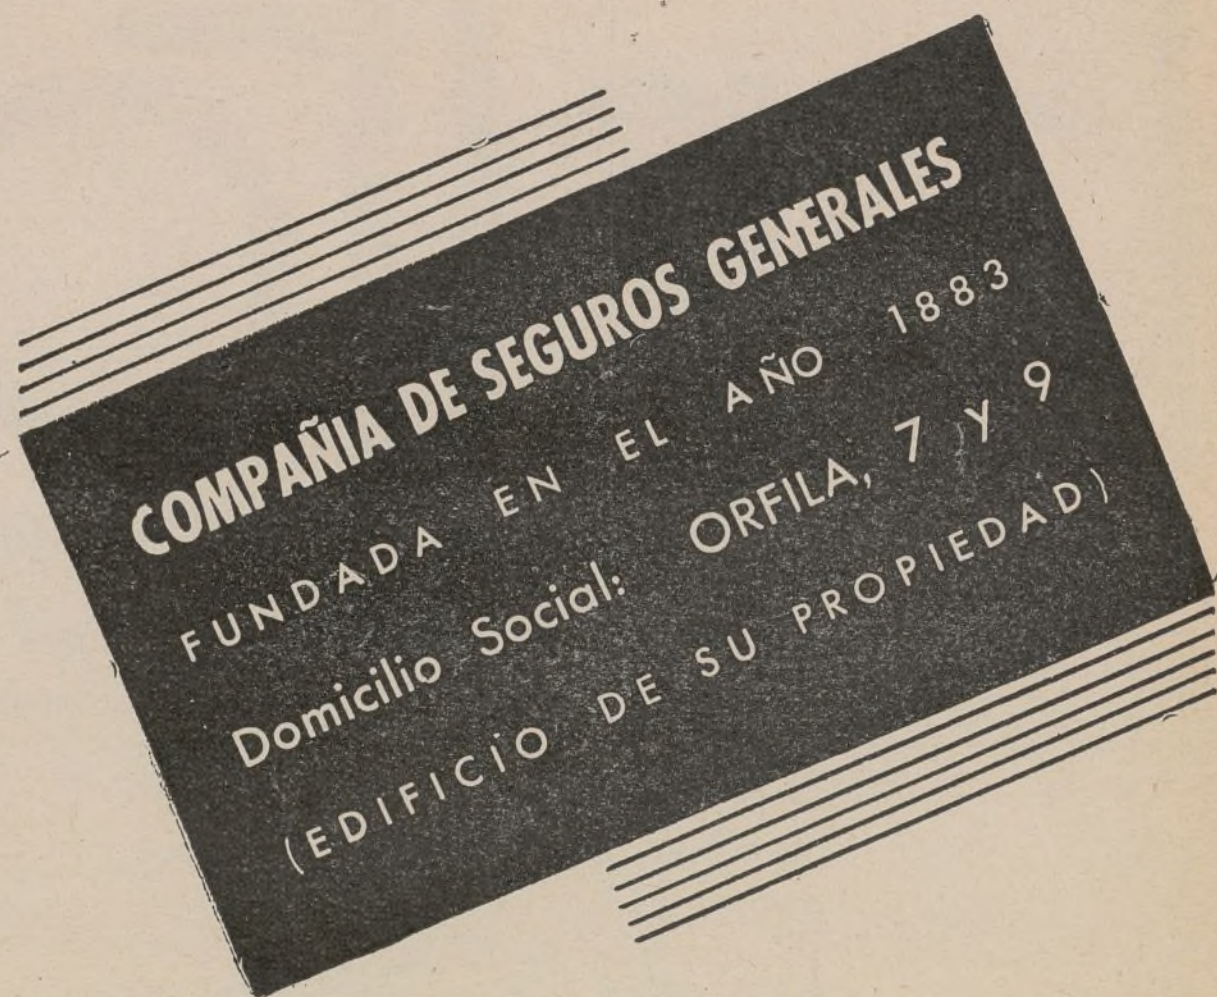 COMPAÑIA DE SEGUROS GENERALES
FUNDADA EN EL AÑO 1883
Domicilio Social: ORFILA, 7 y 9
(EDIFICIO DE SU PROPIEDAD)